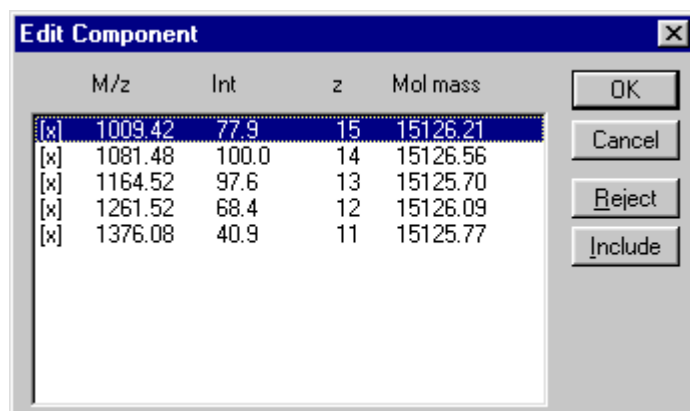 Edit Component
M/z Int z Mol mass
[x] 1009.42 77.9 15 15126.21
[x] 1081.48 100.0 14 15126.56
[x] 1164.52 97.6 13 15125.70
[x] 1261.52 68.4 12 15126.09
[x] 1376.08 40.9 11 15125.77
OK
Cancel
Reject
Include